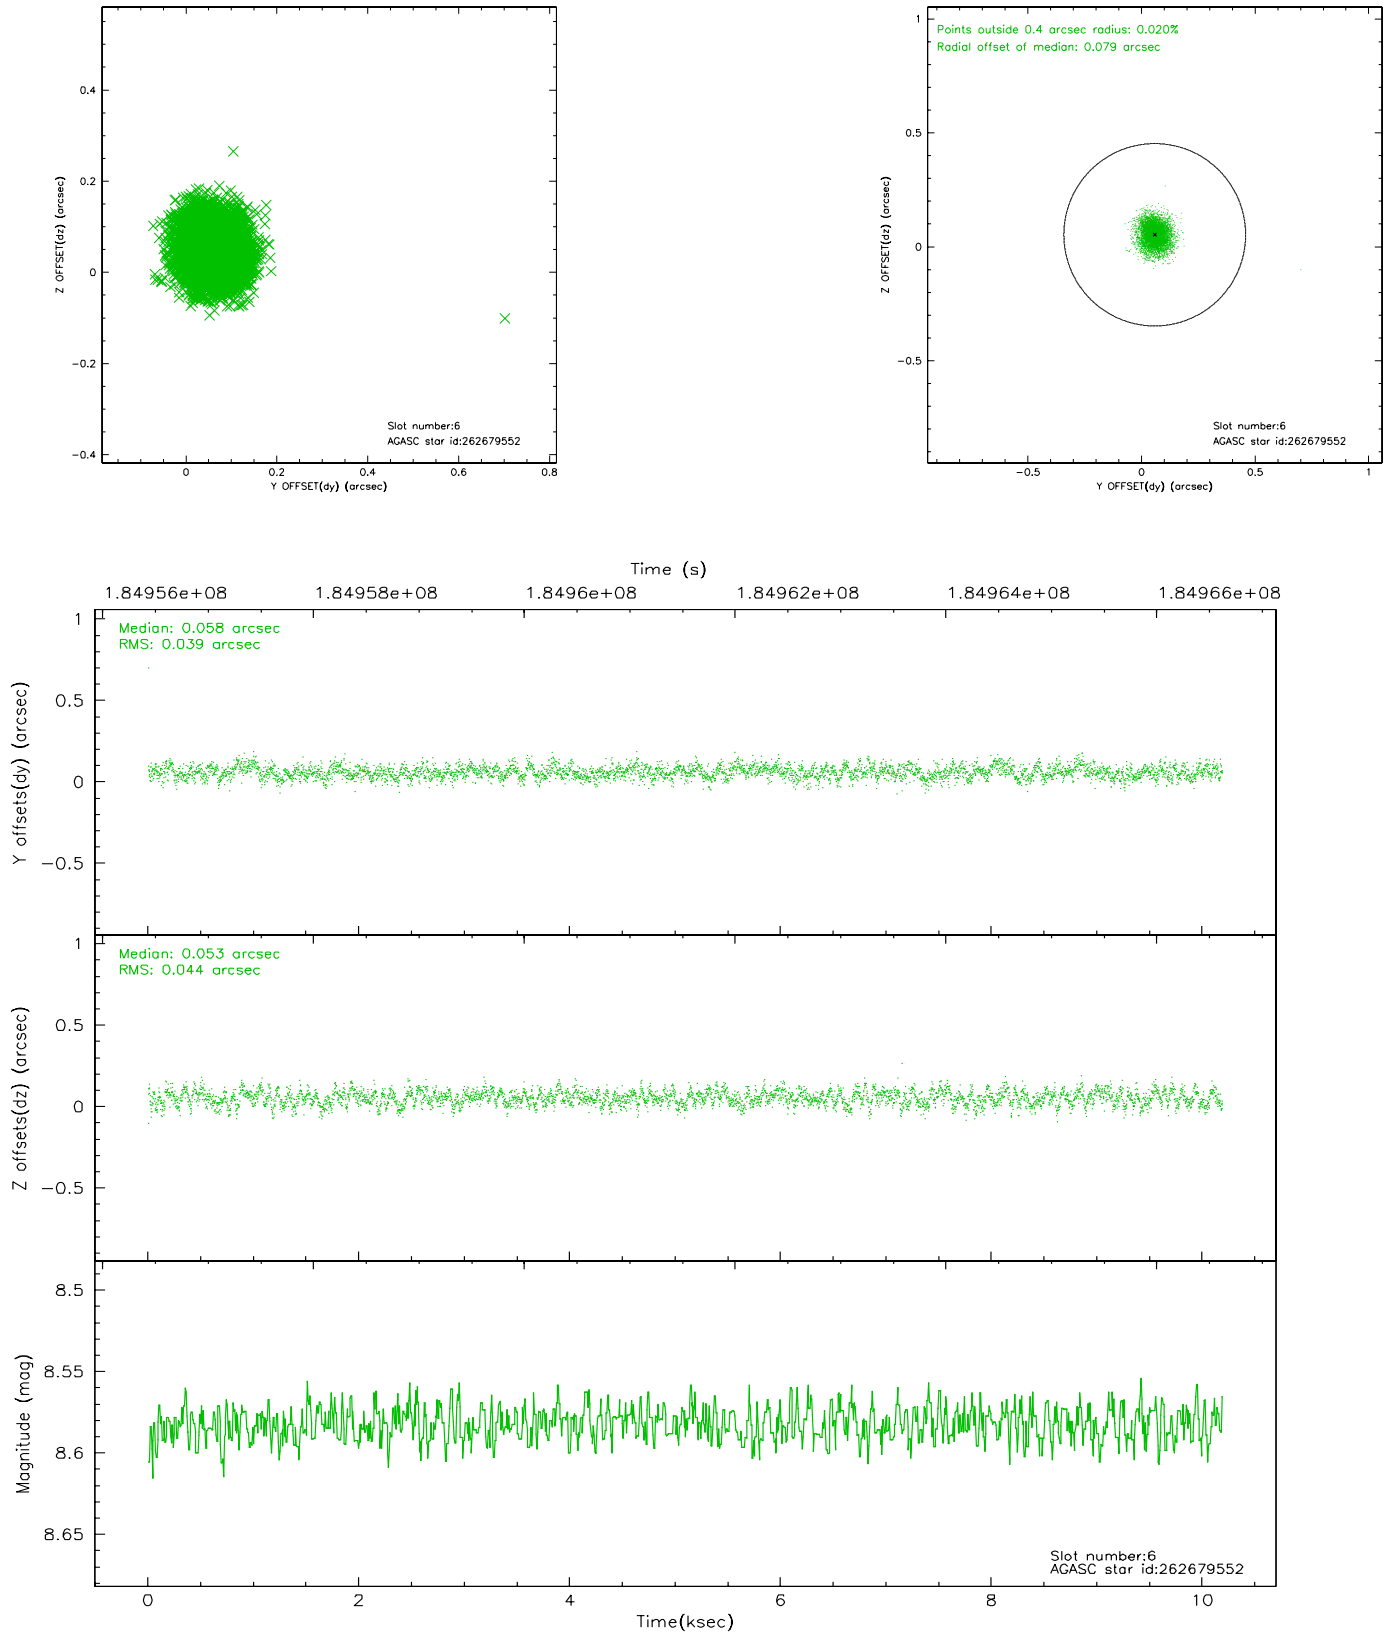 0.4
0.2
0
−0.2
−0.4
Z OFFSET(dz) (arcsec)
Slot number:6
AGASC star id:262679552
0 0.2 0.4 0.6 0.8
Y OFFSET(dy) (arcsec)
Points outside 0.4 arcsec radius: 0.020%
Radial offset of median: 0.079 arcsec
1
0.5
0
−0.5
Z OFFSET(dz) (arcsec)
Slot number:6
AGASC star id:262679552
−0.5 0 0.5 1
Y OFFSET(dy) (arcsec)
Time (s)
1.84956e+08 1.84958e+08 1.8496e+08 1.84962e+08 1.84964e+08 1.84966e+08
Median: 0.058 arcsec
RMS: 0.039 arcsec
1
0.5
0
−0.5
Y offsets(dy) (arcsec)
Median: 0.053 arcsec
RMS: 0.044 arcsec
1
0.5
0
−0.5
Z offsets(dz) (arcsec)
8.5
8.55
8.6
8.65
Magnitude (mag)
Slot number:6
AGASC star id:262679552
0 2 4 6 8 10
Time(ksec)